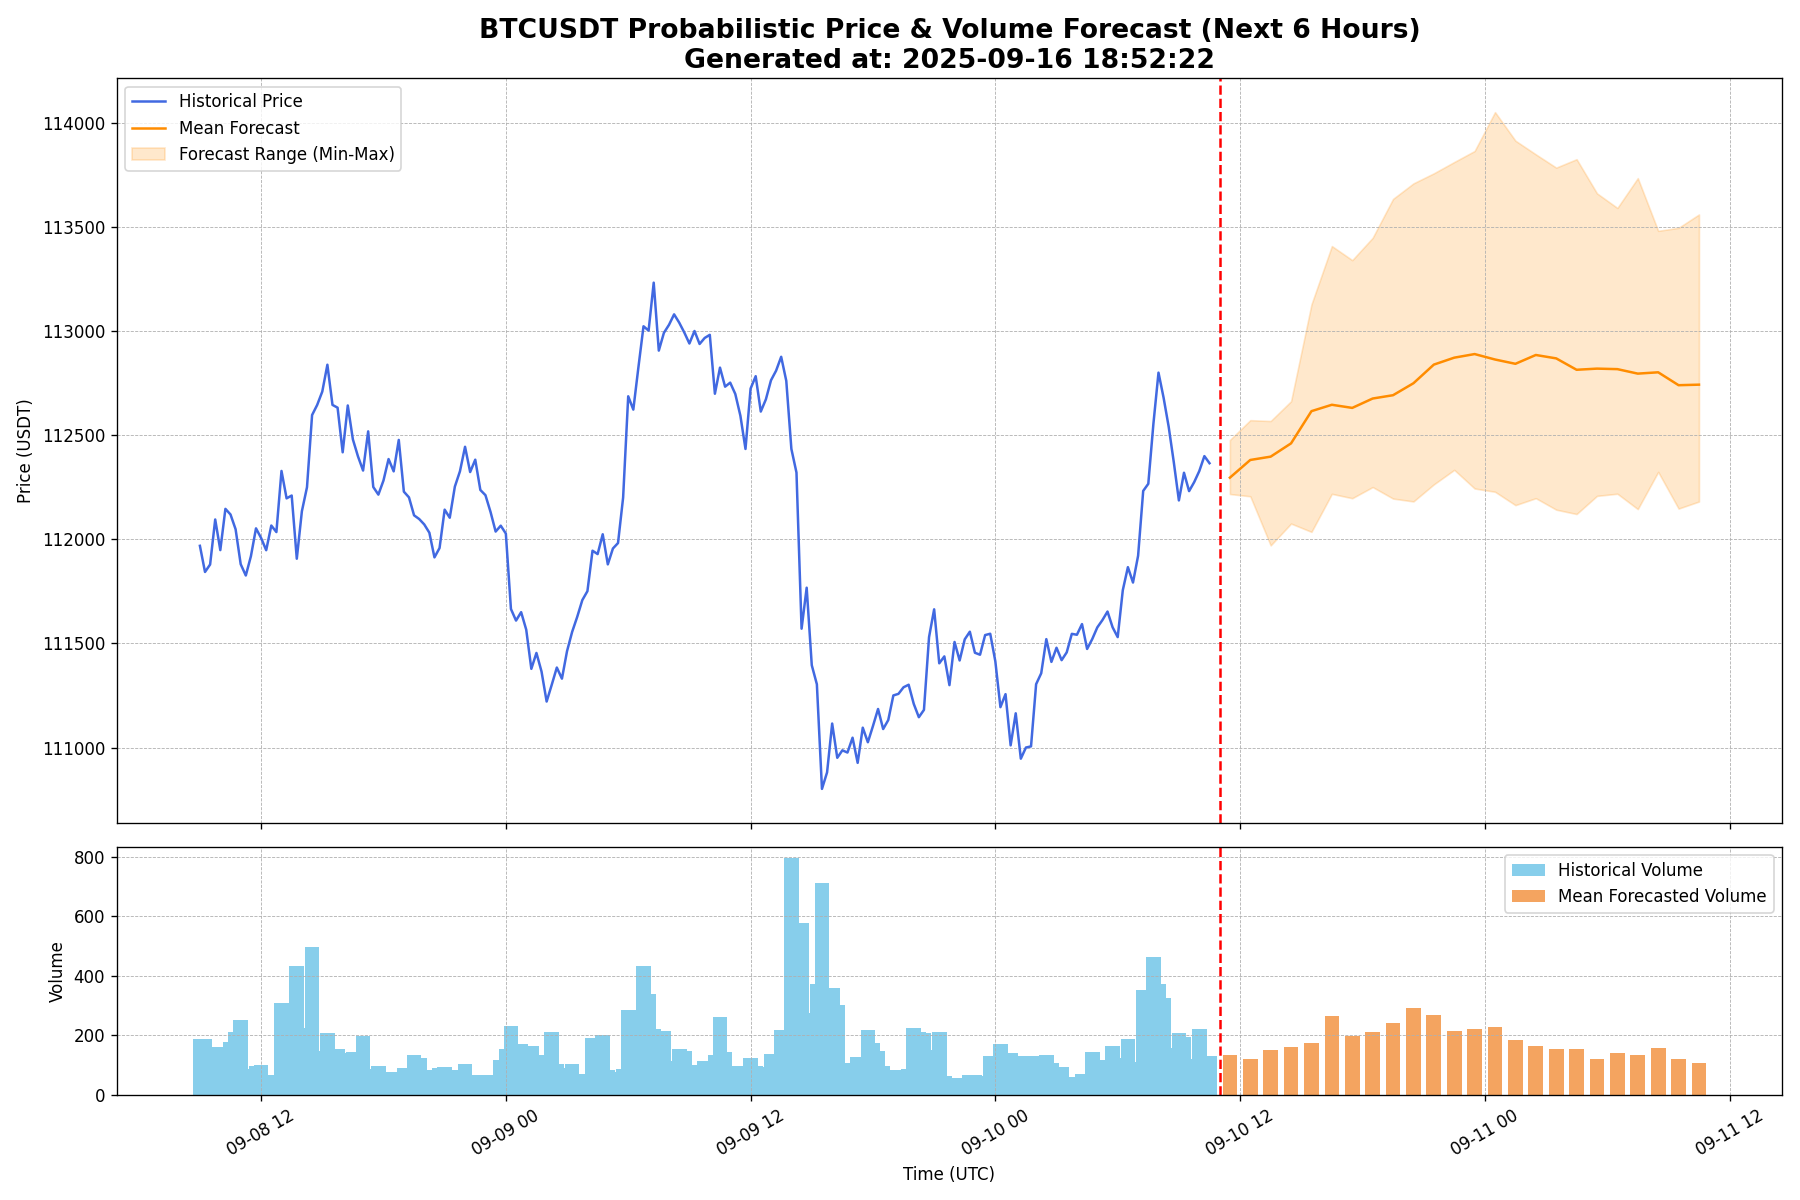 BTCUSDT Probabilistic Price & Volume Forecast (Next 6 Hours)
Generated at: 2025-09-16 18:52:22
Historical Price
Mean Forecast
Forecast Range (Min-Max)
114000
113500
113000
112500
112000
111500
111000
Price (USDT)
Historical Volume
Mean Forecasted Volume
800
600
400
200
0
Volume
09-08 12
09-09 00
09-09 12
09-10 00
09-10 12
09-11 00
09-11 12
Time (UTC)